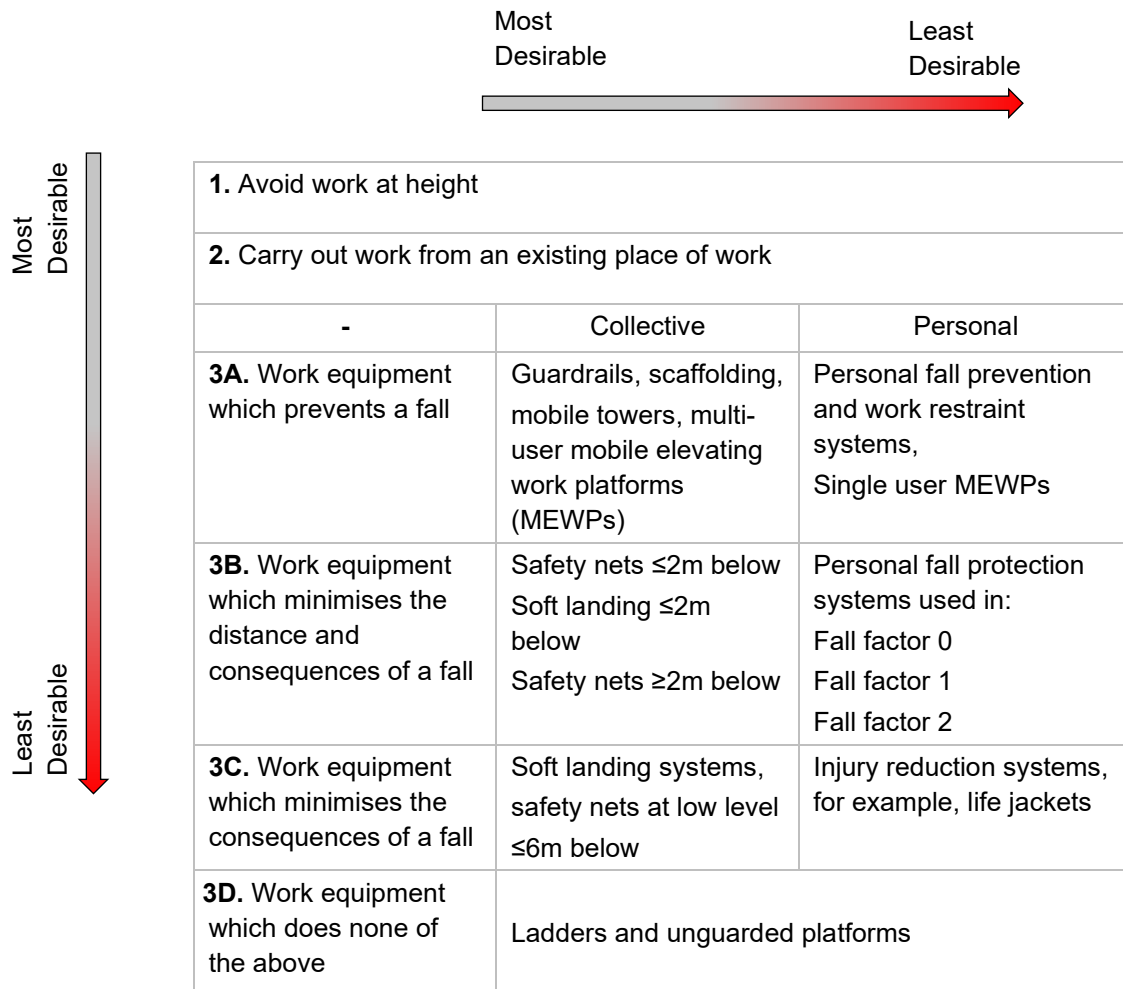 Most
Desirable
Least
Desirable
Most
Desirable
Least
Desirable
1. Avoid work at height
2. Carry out work from an existing place of work
-
Collective
Personal
3A. Work equipment
which prevents a fall
Guardrails, scaffolding,
mobile towers, multi-
user mobile elevating
work platforms
(MEWPs)
Personal fall prevention
and work restraint
systems,
Single user MEWPs
3B. Work equipment
which minimises the
distance and
consequences of a fall
Safety nets ≤2m below
Soft landing ≤2m
below
Safety nets ≥2m below
Personal fall protection
systems used in:
Fall factor 0
Fall factor 1
Fall factor 2
3C. Work equipment
which minimises the
consequences of a fall
Soft landing systems,
safety nets at low level
≤6m below
Injury reduction systems,
for example, life jackets
3D. Work equipment
which does none of
the above
Ladders and unguarded platforms